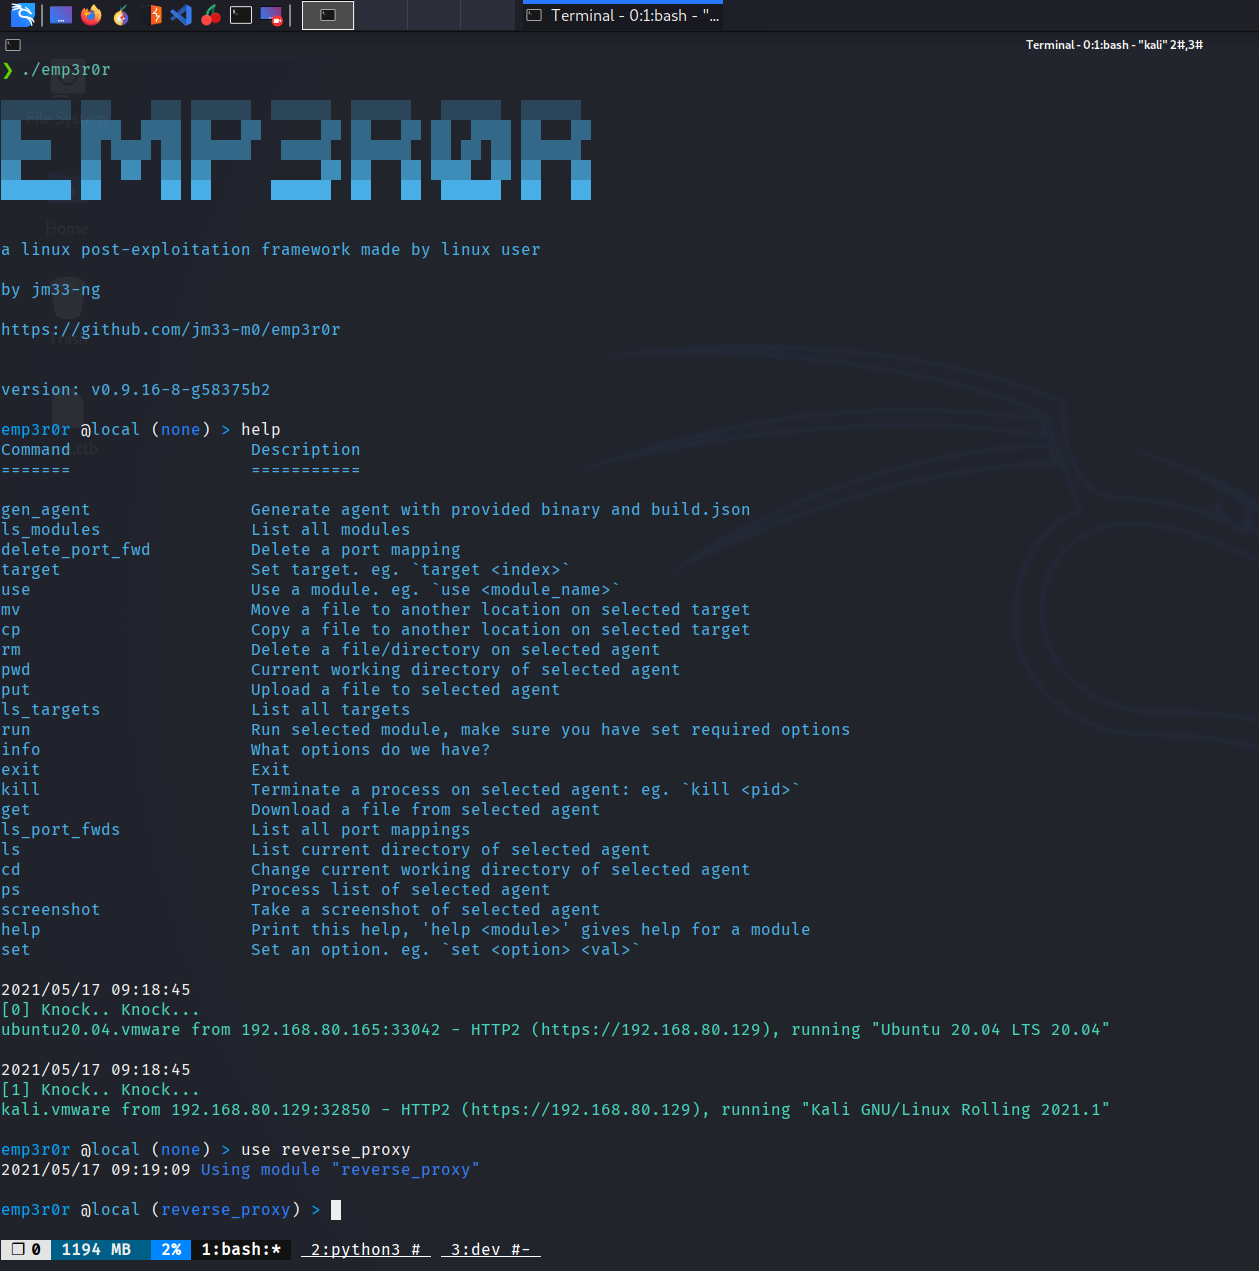 Terminal - 0:1:bash - "...
Terminal - 0:1:bash - "kali" 2#,3#
❯ ./emp3r0r
File System
EMP3R0R
Home
a linux post-exploitation framework made by linux user
by jm33-ng
https://github.com/jm33-m0/emp3r0r
Trash
version: v0.9.16-8-g58375b2
emp3r0r @local (none) > help
Command Description
.ctb
======= ===========
gen_agent Generate agent with provided binary and build.json
ls_modules List all modules
delete_port_fwd Delete a port mapping
target Set target. eg. `target <index>`
use Use a module. eg. `use <module_name>`
mv Move a file to another location on selected target
cp Copy a file to another location on selected target
rm Delete a file/directory on selected agent
pwd Current working directory of selected agent
put Upload a file to selected agent
ls_targets List all targets
run Run selected module, make sure you have set required options
info What options do we have?
exit Exit
kill Terminate a process on selected agent: eg. `kill <pid>`
get Download a file from selected agent
ls_port_fwds List all port mappings
ls List current directory of selected agent
cd Change current working directory of selected agent
ps Process list of selected agent
screenshot Take a screenshot of selected agent
help Print this help, 'help <module>' gives help for a module
set Set an option. eg. `set <option> <val>`
2021/05/17 09:18:45
[0] Knock.. Knock...
ubuntu20.04.vmware from 192.168.80.165:33042 - HTTP2 (https://192.168.80.129), running "Ubuntu 20.04 LTS 20.04"
2021/05/17 09:18:45
[1] Knock.. Knock...
kali.vmware from 192.168.80.129:32850 - HTTP2 (https://192.168.80.129), running "Kali GNU/Linux Rolling 2021.1"
emp3r0r @local (none) > use reverse_proxy
2021/05/17 09:19:09 Using module "reverse_proxy"
emp3r0r @local (reverse_proxy) >
❐ 0 1194 MB 2% 1:bash:* 2:python3 # 3:dev #-